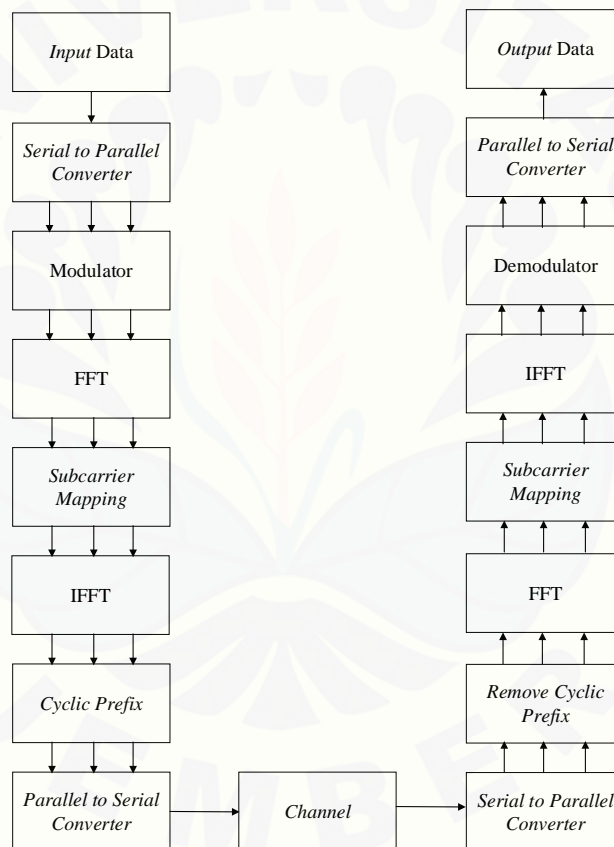 Input Data
Serial to Parallel
Converter
Modulator
FFT
Subcarrier
Mapping
IFFT
Cyclic Prefix
Parallel to Serial
Converter
Channel
Output Data
Parallel to Serial
Converter
Demodulator
IFFT
Subcarrier
Mapping
FFT
Remove Cyclic
Prefix
Serial to Parallel
Converter